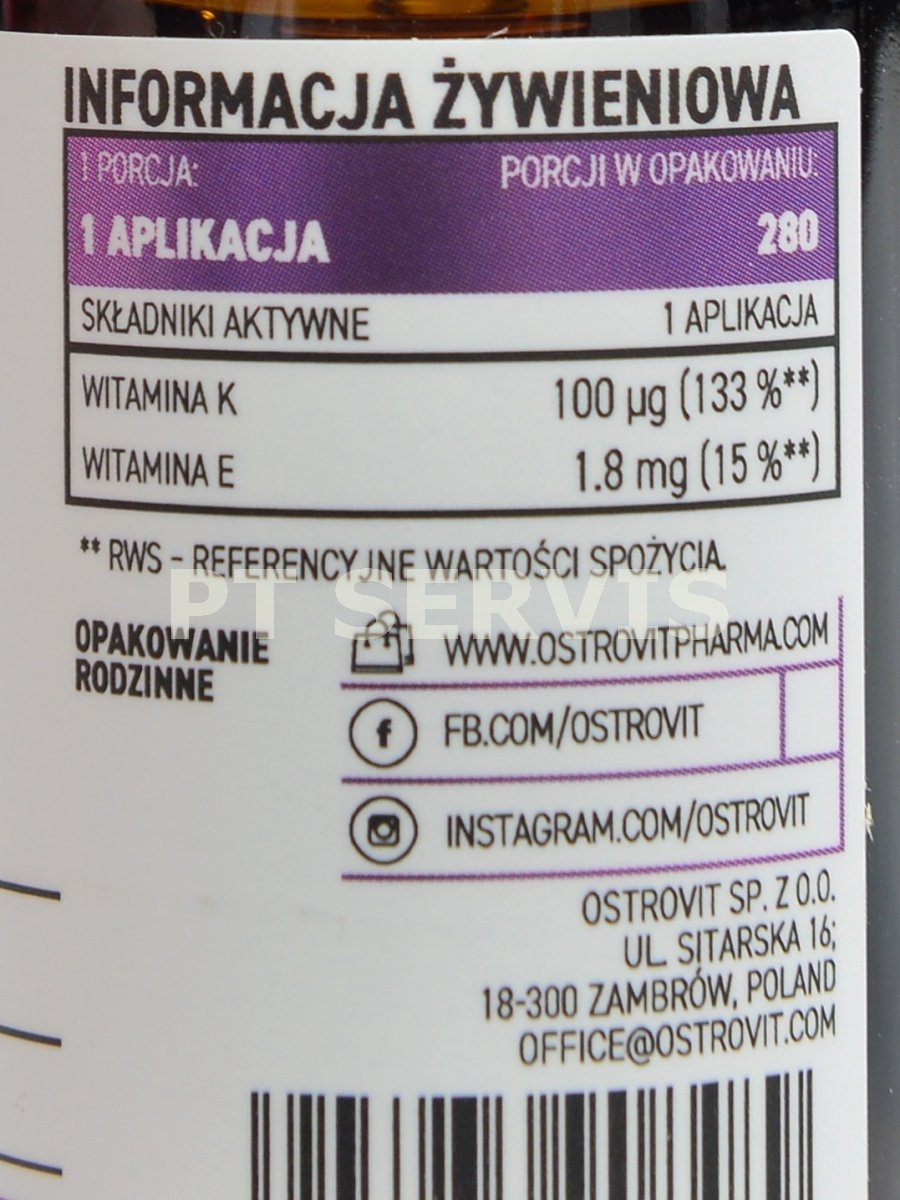 INFORMACJA ŻYWIENIOWA
1 PORCJA: PORCJI W OPAKOWANIU:
1 APLIKACJA 280
SKŁADNIKI AKTYWNE 1 APLIKACJA
WITAMINA K 100 µg (133 %**)
WITAMINA E 1.8 mg (15 %**)
** RWS - REFERENCYJNE WARTOŚCI SPOŻYCIA.
PT SERVIS
OPAKOWANIE
RODZINNE
WWW.OSTROVITPHARMA.COM
FB.COM/OSTROVIT
INSTAGRAM.COM/OSTROVIT
OSTROVIT SP. Z O.O.
UL. SITARSKA 16;
18-300 ZAMBRÓW, POLAND
OFFICE@OSTROVIT.COM